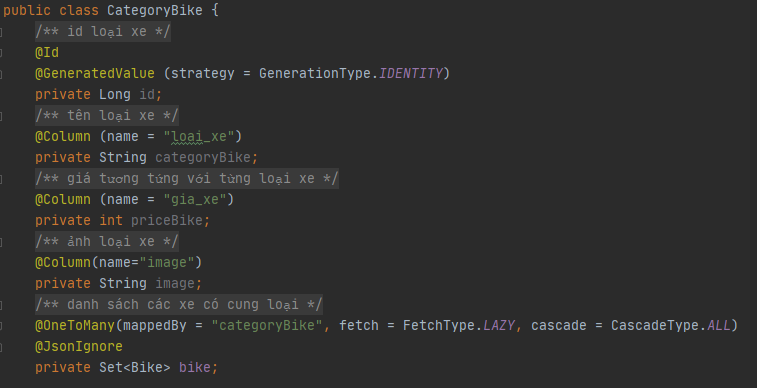 public class CategoryBike {
/** id loại xe */
@Id
@GeneratedValue (strategy = GenerationType.IDENTITY)
private Long id;
/** tên loại xe */
@Column (name = "loai_xe")
private String categoryBike;
/** giá tương tứng với từng loại xe */
@Column (name = "gia_xe")
private int priceBike;
/** ảnh loại xe */
@Column(name="image")
private String image;
/** danh sách các xe có cung loại */
@OneToMany(mappedBy = "categoryBike", fetch = FetchType.LAZY, cascade = CascadeType.ALL)
@JsonIgnore
private Set<Bike> bike;